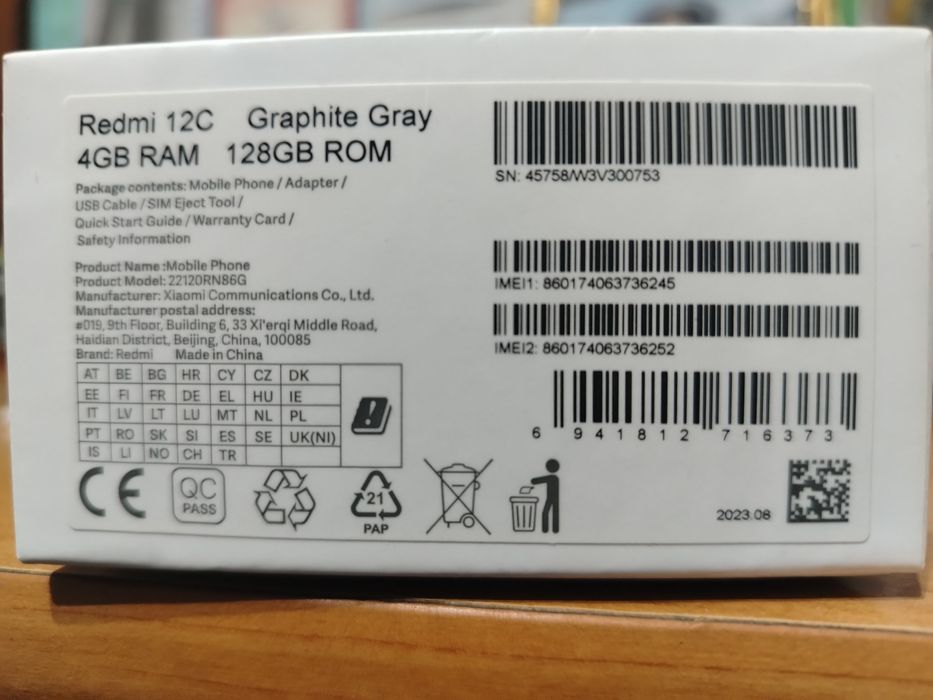 Redmi 12C Graphite Gray
4GB RAM 128GB ROM
Package contents: Mobile Phone / Adapter /
USB Cable / SIM Eject Tool /
Quick Start Guide / Warranty Card /
Safety Information
Product Name :Mobile Phone
Product Model: 22120RN86G
Manufacturer: Xiaomi Communications Co., Ltd.
Manufacturer postal address:
#019, 9th Floor, Building 6, 33 Xi'erqi Middle Road,
Haidian District, Beijing, China, 100085
Brand: Redmi Made in China
AT BE BG HR CY CZ DK
EE FI FR DE EL HU IE
IT LV LT LU MT NL PL
PT RO SK SI ES SE UK(NI)
IS LI NO CH TR
CE
QC
PASS
21
PAP
SN: 45758/W3V300753
IMEI1: 860174063736245
IMEI2: 860174063736252
6 941812 716373
2023.08